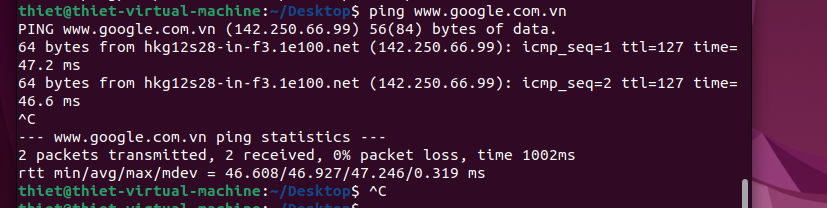 thiet@thiet-virtual-machine:~/Desktop$ ping www.google.com.vn
PING www.google.com.vn (142.250.66.99) 56(84) bytes of data.
64 bytes from hkg12s28-in-f3.1e100.net (142.250.66.99): icmp_seq=1 ttl=127 time=
47.2 ms
64 bytes from hkg12s28-in-f3.1e100.net (142.250.66.99): icmp_seq=2 ttl=127 time=
46.6 ms
^C
--- www.google.com.vn ping statistics ---
2 packets transmitted, 2 received, 0% packet loss, time 1002ms
rtt min/avg/max/mdev = 46.608/46.927/47.246/0.319 ms
thiet@thiet-virtual-machine:~/Desktop$ ^C
thiet@thiet-virtual-machine:~/Desktop$